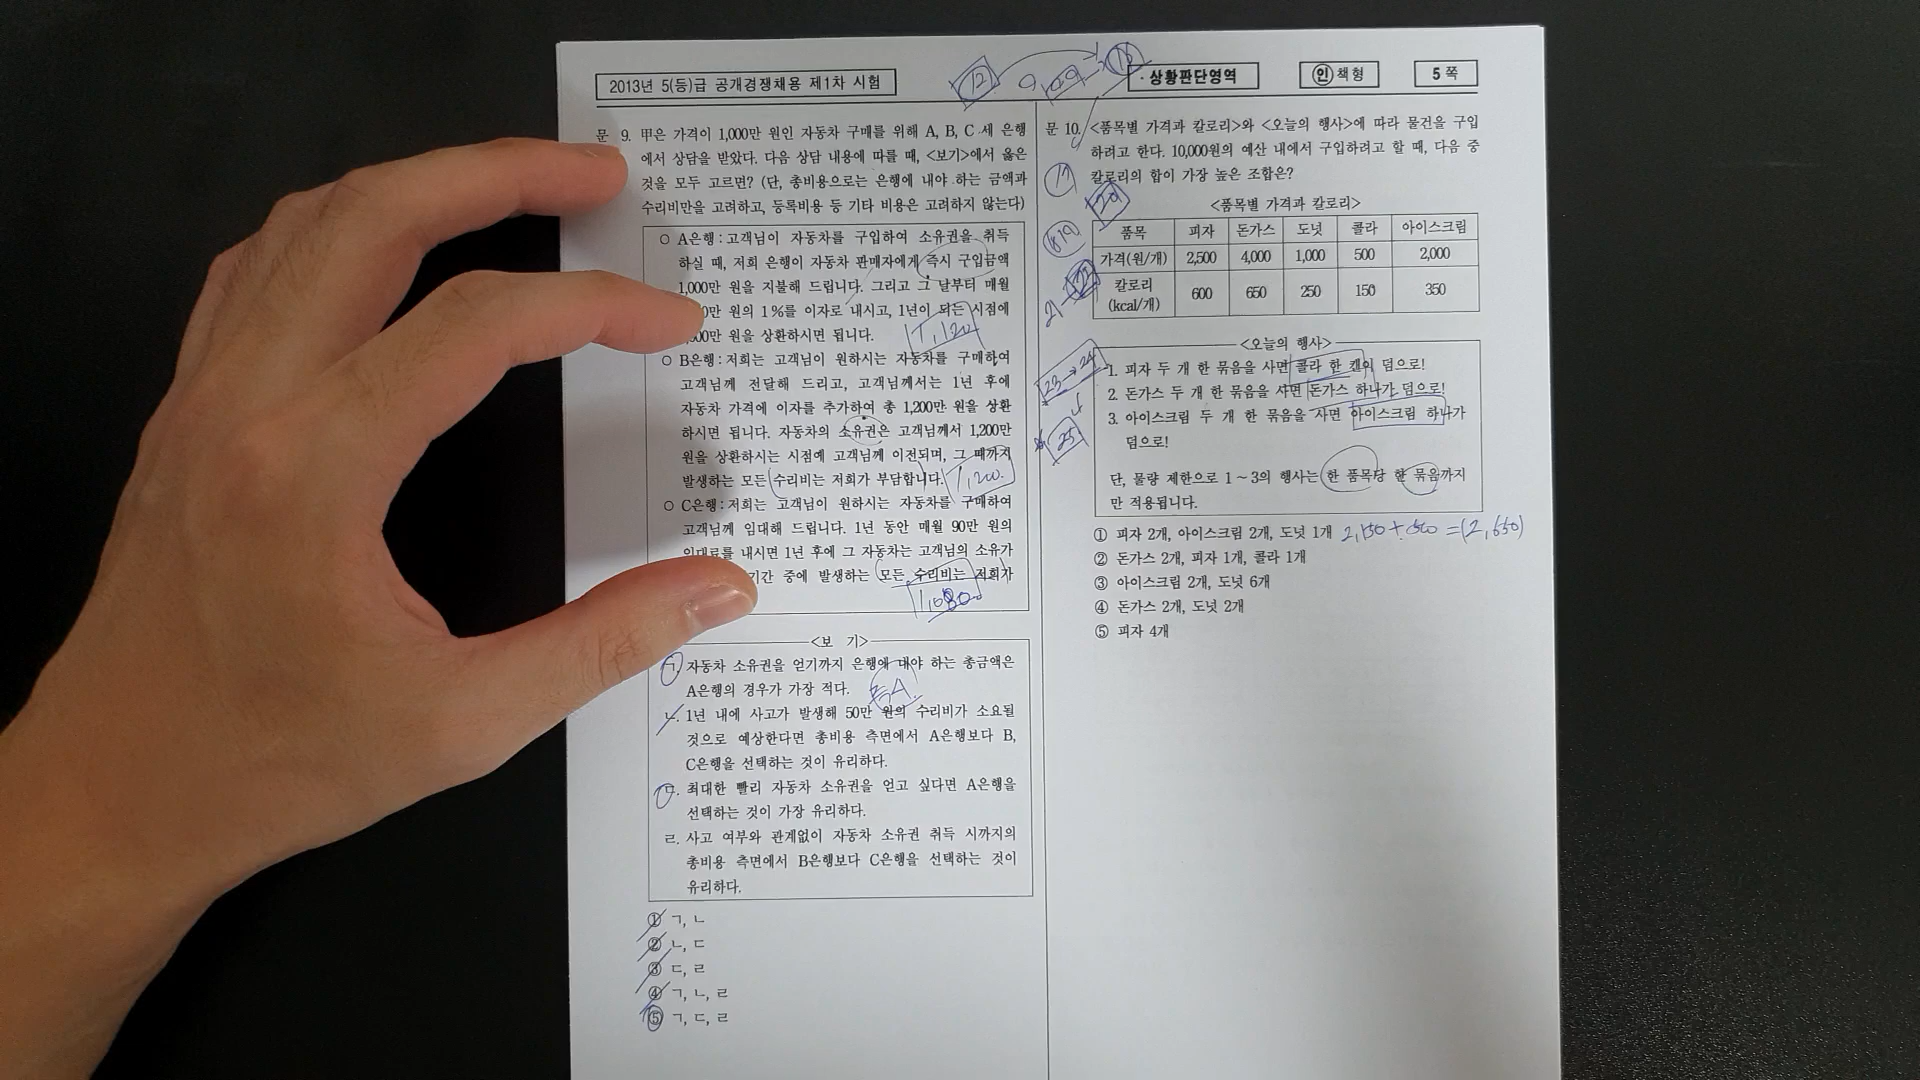 2013년 5(등)급 공개경쟁채용 제1차 시험
상황판단영역
인 책형
5 쪽
12
문 9. 甲은 가격이 1,000만 원인 자동차 구매를 위해 A, B, C 세 은행
에서 상담을 받았다. 다음 상담 내용에 따를 때, <보기>에서 옳은
것을 모두 고르면? (단, 총비용으로는 은행에 내야 하는 금액과
수리비만을 고려하고, 등록비용 등 기타 비용은 고려하지 않는다)
○ A은행 : 고객님이 자동차를 구입하여 소유권을 취득
하실 때, 저희 은행이 자동차 판매자에게 즉시 구입금액
1,000만 원을 지불해 드립니다. 그리고 그 날부터 매월
만 원의 1%를 이자로 내시고, 1년이 되는 시점에
만 원을 상환하시면 됩니다.
1,120
○ B은행 : 저희는 고객님이 원하시는 자동차를 구매하여
고객님께 전달해 드리고, 고객님께서는 1년 후에
자동차 가격에 이자를 추가하여 총 1,200만 원을 상환
하시면 됩니다. 자동차의 소유권은 고객님께서 1,200만
원을 상환하시는 시점에 고객님께 이전되며, 그 때까지
발생하는 모든 수리비는 저희가 부담합니다.
1,200
○ C은행 : 저희는 고객님이 원하시는 자동차를 구매하여
고객님께 임대해 드립니다. 1년 동안 매월 90만 원의
임대료를 내시면 1년 후에 그 자동차는 고객님의 소유가
기간 중에 발생하는 모든 수리비는 저희가
1,080
<보 기>
ㄱ. 자동차 소유권을 얻기까지 은행에 내야 하는 총금액은
A은행의 경우가 가장 적다.
ㄴ. 1년 내에 사고가 발생해 50만 원의 수리비가 소요될
것으로 예상한다면 총비용 측면에서 A은행보다 B,
C은행을 선택하는 것이 유리하다.
ㄷ. 최대한 빨리 자동차 소유권을 얻고 싶다면 A은행을
선택하는 것이 가장 유리하다.
ㄹ. 사고 여부와 관계없이 자동차 소유권 취득 시까지의
총비용 측면에서 B은행보다 C은행을 선택하는 것이
유리하다.
① ㄱ, ㄴ
② ㄴ, ㄷ
③ ㄷ, ㄹ
④ ㄱ, ㄴ, ㄹ
⑤ ㄱ, ㄷ, ㄹ
문 10. <품목별 가격과 칼로리>와 <오늘의 행사>에 따라 물건을 구입
하려고 한다. 10,000원의 예산 내에서 구입하려고 할 때, 다음 중
칼로리의 합이 가장 높은 조합은?
17
20
23 → 24
25
<품목별 가격과 칼로리>
품목 피자 돈가스 도넛 콜라 아이스크림
가격(원/개) 2,500 4,000 1,000 500 2,000
칼로리 (kcal/개) 600 650 250 150 350
<오늘의 행사>
1. 피자 두 개 한 묶음을 사면 콜라 한 캔이 덤으로!
2. 돈가스 두 개 한 묶음을 사면 돈가스 하나가 덤으로!
3. 아이스크림 두 개 한 묶음을 사면 아이스크림 하나가
덤으로!
단, 물량 제한으로 1 ~ 3의 행사는 한 품목당 한 묶음까지
만 적용됩니다.
① 피자 2개, 아이스크림 2개, 도넛 1개 2,150 + 500 = (2,650)
② 돈가스 2개, 피자 1개, 콜라 1개
③ 아이스크림 2개, 도넛 6개
④ 돈가스 2개, 도넛 2개
⑤ 피자 4개